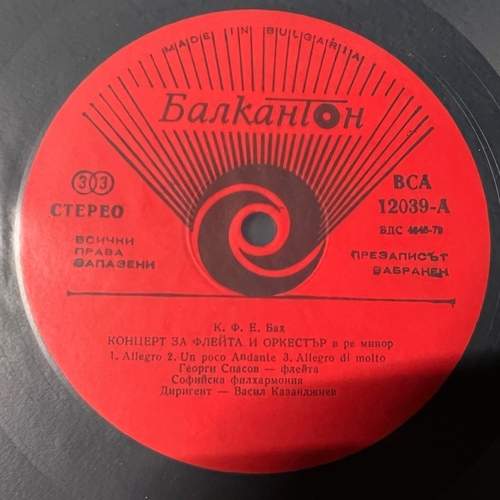 MADE IN BULGARIA
Балкантон
33
СТЕРЕО
ВСА
12039-А
БДС 4645-79
ВСИЧКИ
ПРАВА
ЗАПАЗЕНИ
ПРЕЗАПИСЪТ
ЗАБРАНЕН
К. Ф. Е. Бах
КОНЦЕРТ ЗА ФЛЕЙТА И ОРКЕСТЪР в ре минор
1. Allegro 2. Un poco Andante 3. Allegro di molto
Георги Спасов — флейта
Софийска филхармония
Диригент — Васил Казанджиев